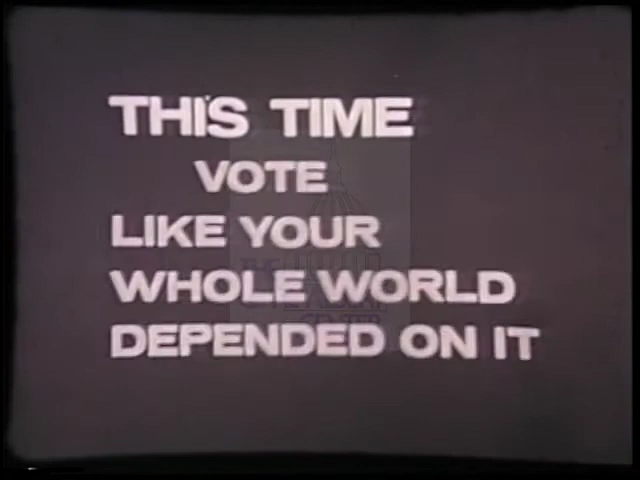 THIS TIME
VOTE
LIKE YOUR
WHOLE WORLD
DEPENDED ON IT